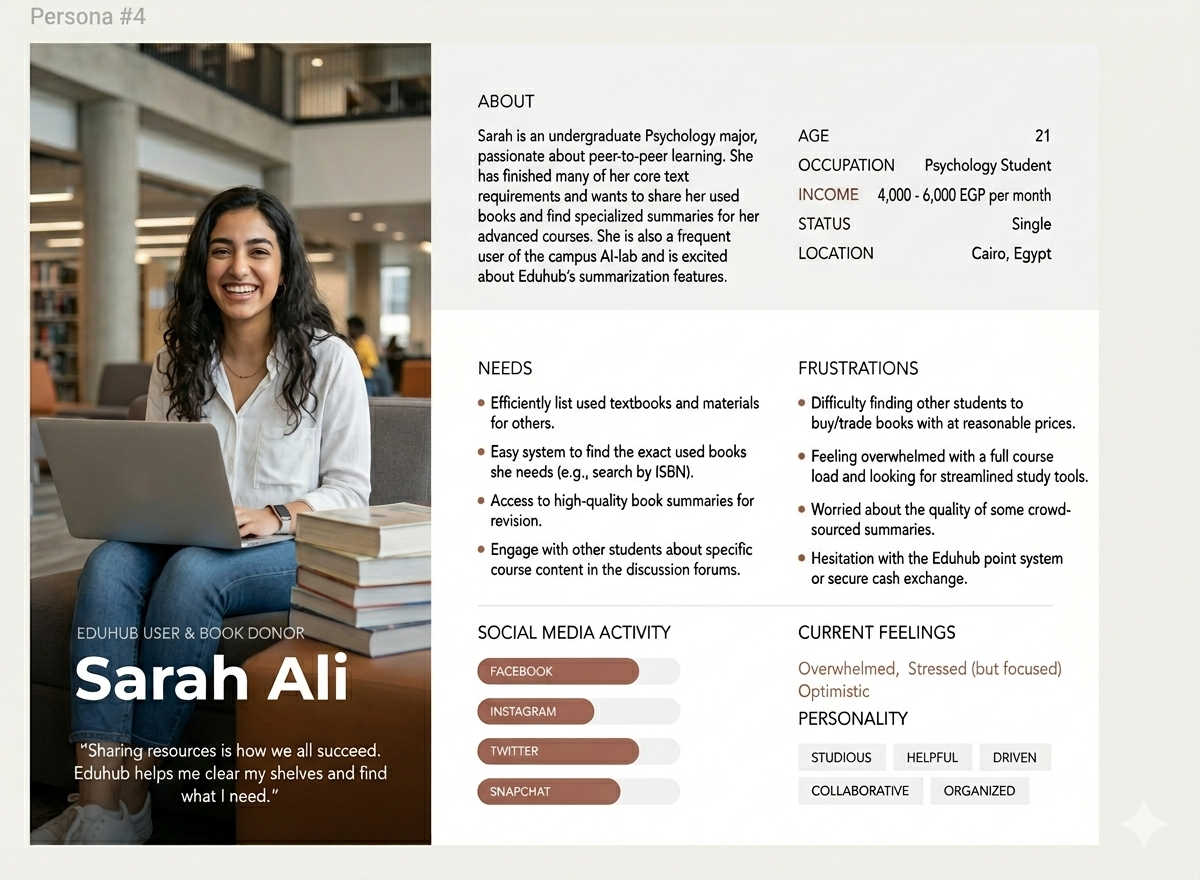 Persona #4
EDUHUB USER & BOOK DONOR
Sarah Ali
“Sharing resources is how we all succeed.
Eduhub helps me clear my shelves and find
what I need.”
ABOUT
Sarah is an undergraduate Psychology major,
passionate about peer-to-peer learning. She
has finished many of her core text
requirements and wants to share her used
books and find specialized summaries for her
advanced courses. She is also a frequent
user of the campus AI-lab and is excited
about Eduhub‘s summarization features.
AGE 21
OCCUPATION Psychology Student
INCOME 4,000 - 6,000 EGP per month
STATUS Single
LOCATION Cairo, Egypt
NEEDS
• Efficiently list used textbooks and materials
for others.
• Easy system to find the exact used books
she needs (e.g., search by ISBN).
• Access to high-quality book summaries for
revision.
• Engage with other students about specific
course content in the discussion forums.
FRUSTRATIONS
• Difficulty finding other students to
buy/trade books with at reasonable prices.
• Feeling overwhelmed with a full course
load and looking for streamlined study tools.
• Worried about the quality of some crowd-
sourced summaries.
• Hesitation with the Eduhub point system
or secure cash exchange.
SOCIAL MEDIA ACTIVITY
FACEBOOK
INSTAGRAM
TWITTER
SNAPCHAT
CURRENT FEELINGS
Overwhelmed, Stressed (but focused)
Optimistic
PERSONALITY
STUDIOUS HELPFUL DRIVEN
COLLABORATIVE ORGANIZED